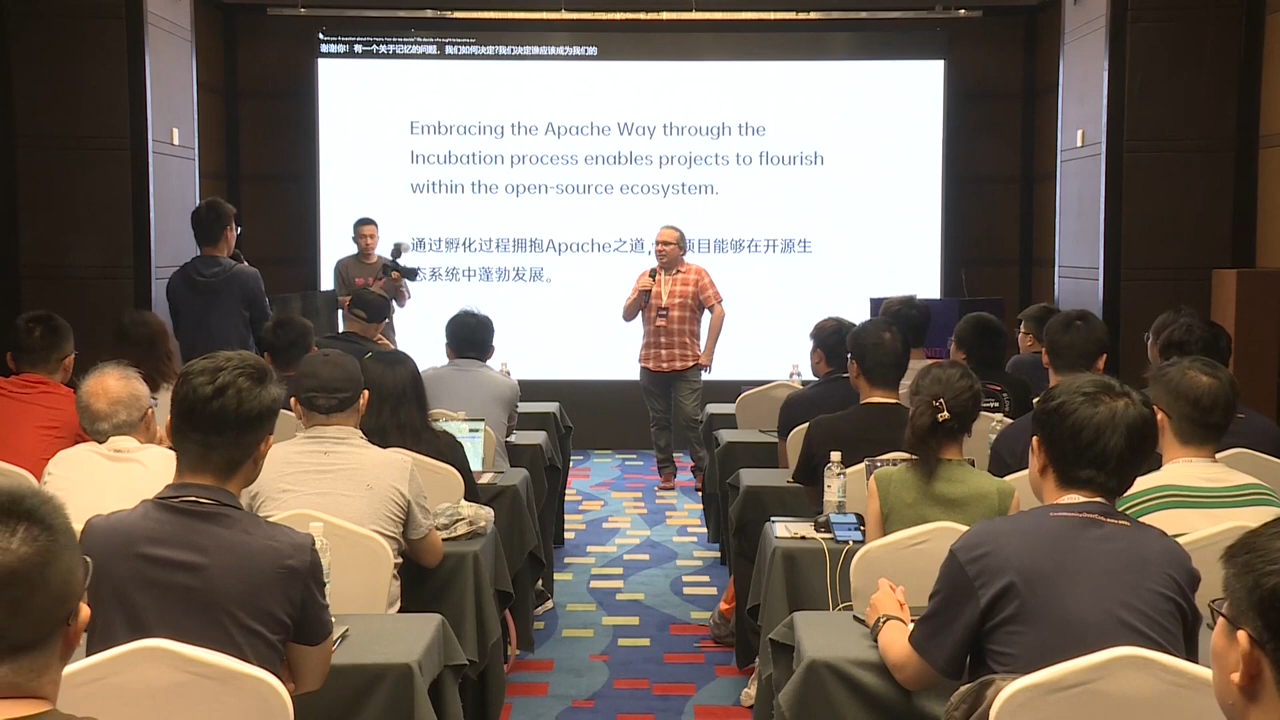 谢谢你！有一个关于记忆的问题，我们如何决定?我们决定谁应该成为我们的
Embracing the Apache Way through the
Incubation process enables projects to flourish
within the open-source ecosystem.
通过孵化过程拥抱Apache之道，项目能够在开源生
态系统中蓬勃发展。